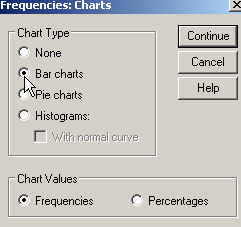 Frequencies: Charts
Chart Type
None
Bar charts
Pie charts
Histograms:
With normal curve
Continue
Cancel
Help
Chart Values
Frequencies
Percentages